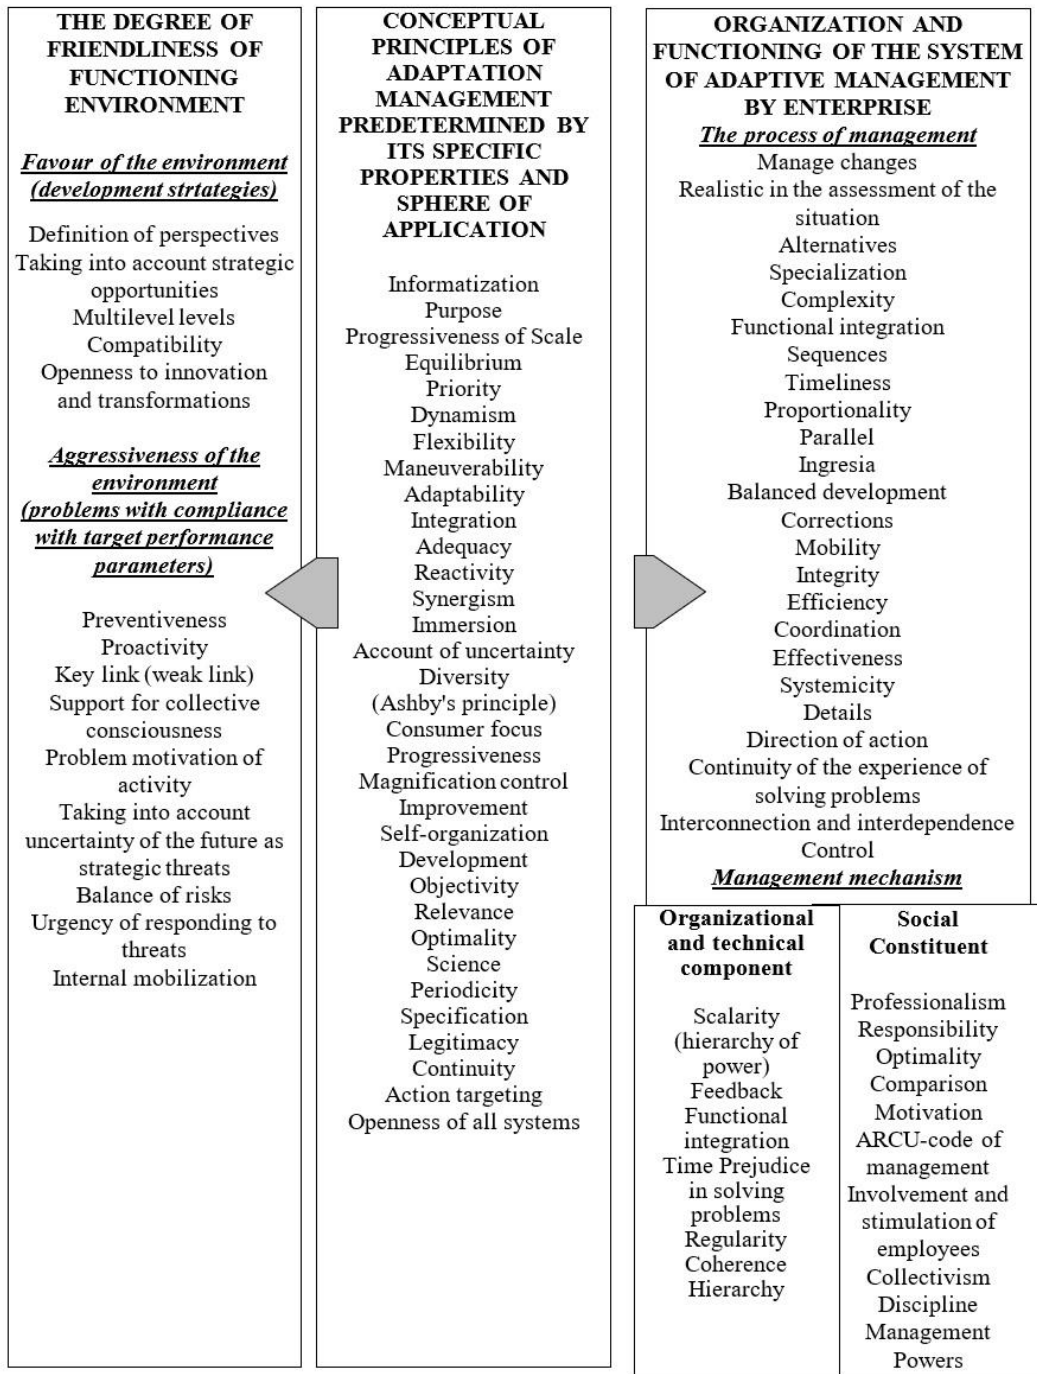 THE DEGREE OF
FRIENDLINESS OF
FUNCTIONING
ENVIRONMENT
Favour of the environment
(development strtategies)
Definition of perspectives
Taking into account strategic
opportunities
Multilevel levels
Compatibility
Openness to innovation
and transformations
Aggressiveness of the
environment
(problems with compliance
with target performance
parameters)
Preventiveness
Proactivity
Key link (weak link)
Support for collective
consciousness
Problem motivation of
activity
Taking into account
uncertainty of the future as
strategic threats
Balance of risks
Urgency of responding to
threats
Internal mobilization
CONCEPTUAL
PRINCIPLES OF
ADAPTATION
MANAGEMENT
PREDETERMINED BY
ITS SPECIFIC
PROPERTIES AND
SPHERE OF
APPLICATION
Informatization
Purpose
Progressiveness of Scale
Equilibrium
Priority
Dynamism
Flexibility
Maneuverability
Adaptability
Integration
Adequacy
Reactivity
Synergism
Immersion
Account of uncertainty
Diversity
(Ashby's principle)
Consumer focus
Progressiveness
Magnification control
Improvement
Self-organization
Development
Objectivity
Relevance
Optimality
Science
Periodicity
Specification
Legitimacy
Continuity
Action targeting
Openness of all systems
ORGANIZATION AND
FUNCTIONING OF THE SYSTEM
OF ADAPTIVE MANAGEMENT
BY ENTERPRISE
The process of management
Manage changes
Realistic in the assessment of the
situation
Alternatives
Specialization
Complexity
Functional integration
Sequences
Timeliness
Proportionality
Parallel
Ingresia
Balanced development
Corrections
Mobility
Integrity
Efficiency
Coordination
Effectiveness
Systemicity
Details
Direction of action
Continuity of the experience of
solving problems
Interconnection and interdependence
Control
Management mechanism
Organizational
and technical
component
Scalarity
(hierarchy of
power)
Feedback
Functional
integration
Time Prejudice
in solving
problems
Regularity
Coherence
Hierarchy
Social
Constituent
Professionalism
Responsibility
Optimality
Comparison
Motivation
ARCU-code of
management
Involvement and
stimulation of
employees
Collectivism
Discipline
Management
Powers